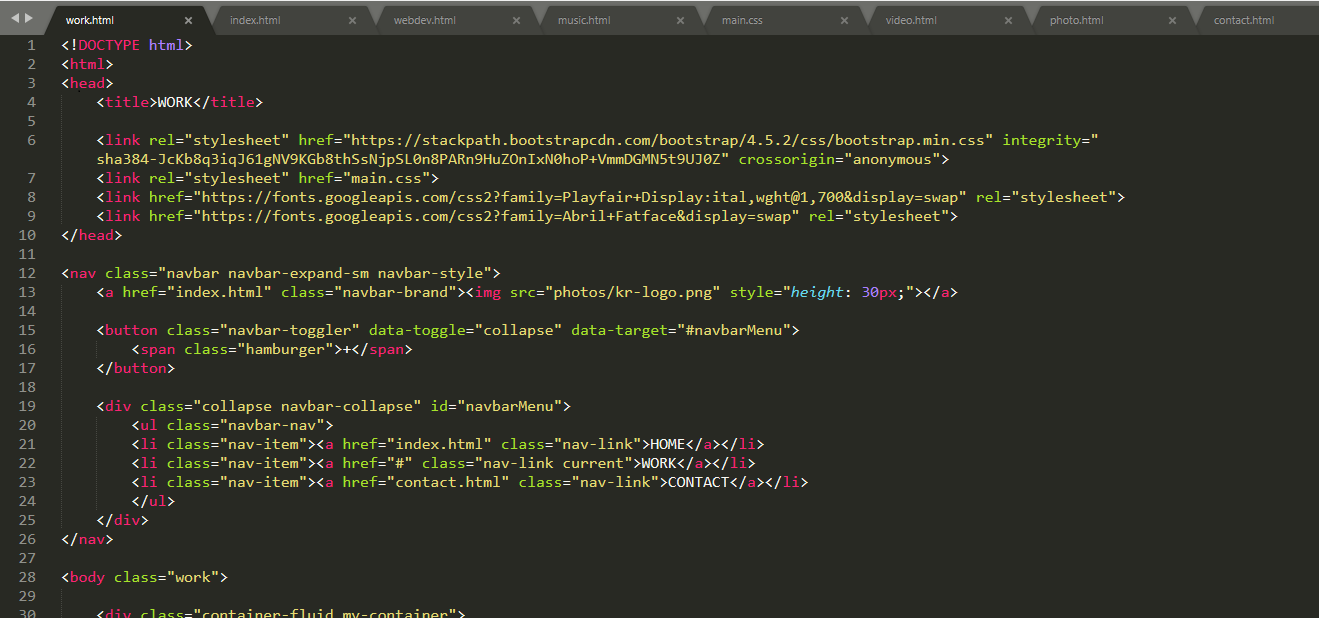 work.html × index.html × webdev.html × music.html × main.css × video.html × photo.html × contact.html
1 <!DOCTYPE html>
2 <html>
3 <head>
4 <title>WORK</title>
5
6 <link rel="stylesheet" href="https://stackpath.bootstrapcdn.com/bootstrap/4.5.2/css/bootstrap.min.css" integrity="
sha384-JcKb8q3iqJ61gNV9KGb8thSsNjpSL0n8PARn9HuZOnIxN0hoP+VmmDGMN5t9UJ0Z" crossorigin="anonymous">
7 <link rel="stylesheet" href="main.css">
8 <link href="https://fonts.googleapis.com/css2?family=Playfair+Display:ital,wght@1,700&display=swap" rel="stylesheet">
9 <link href="https://fonts.googleapis.com/css2?family=Abril+Fatface&display=swap" rel="stylesheet">
10 </head>
11
12 <nav class="navbar navbar-expand-sm navbar-style">
13 <a href="index.html" class="navbar-brand"><img src="photos/kr-logo.png" style="height: 30px;"></a>
14
15 <button class="navbar-toggler" data-toggle="collapse" data-target="#navbarMenu">
16 <span class="hamburger">+</span>
17 </button>
18
19 <div class="collapse navbar-collapse" id="navbarMenu">
20 <ul class="navbar-nav">
21 <li class="nav-item"><a href="index.html" class="nav-link">HOME</a></li>
22 <li class="nav-item"><a href="#" class="nav-link current">WORK</a></li>
23 <li class="nav-item"><a href="contact.html" class="nav-link">CONTACT</a></li>
24 </ul>
25 </div>
26 </nav>
27
28 <body class="work">
29
30 <div class="container-fluid my-container">